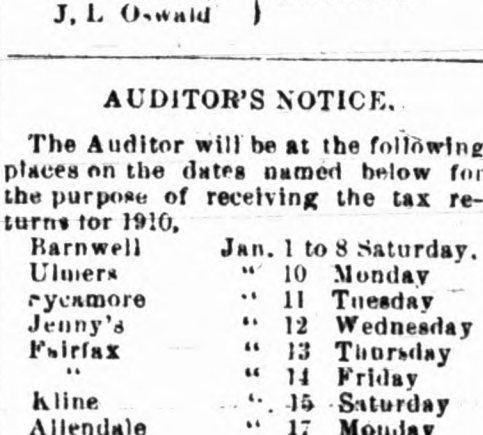 J, L Oswald )
AUDITOR'S NOTICE.
The Auditor will be at the following
places on the dates named below for
the purpose of receiving the tax re-
turns for 1910,
Barnwell Jan. 1 to 8 Saturday.
Ulmers " 10 Monday
Sycamore " 11 Tuesday
Jenny's " 12 Wednesday
Fairfax " 13 Thursday
" " 14 Friday
Kline " 15 Saturday
Allendale " 17 Monday